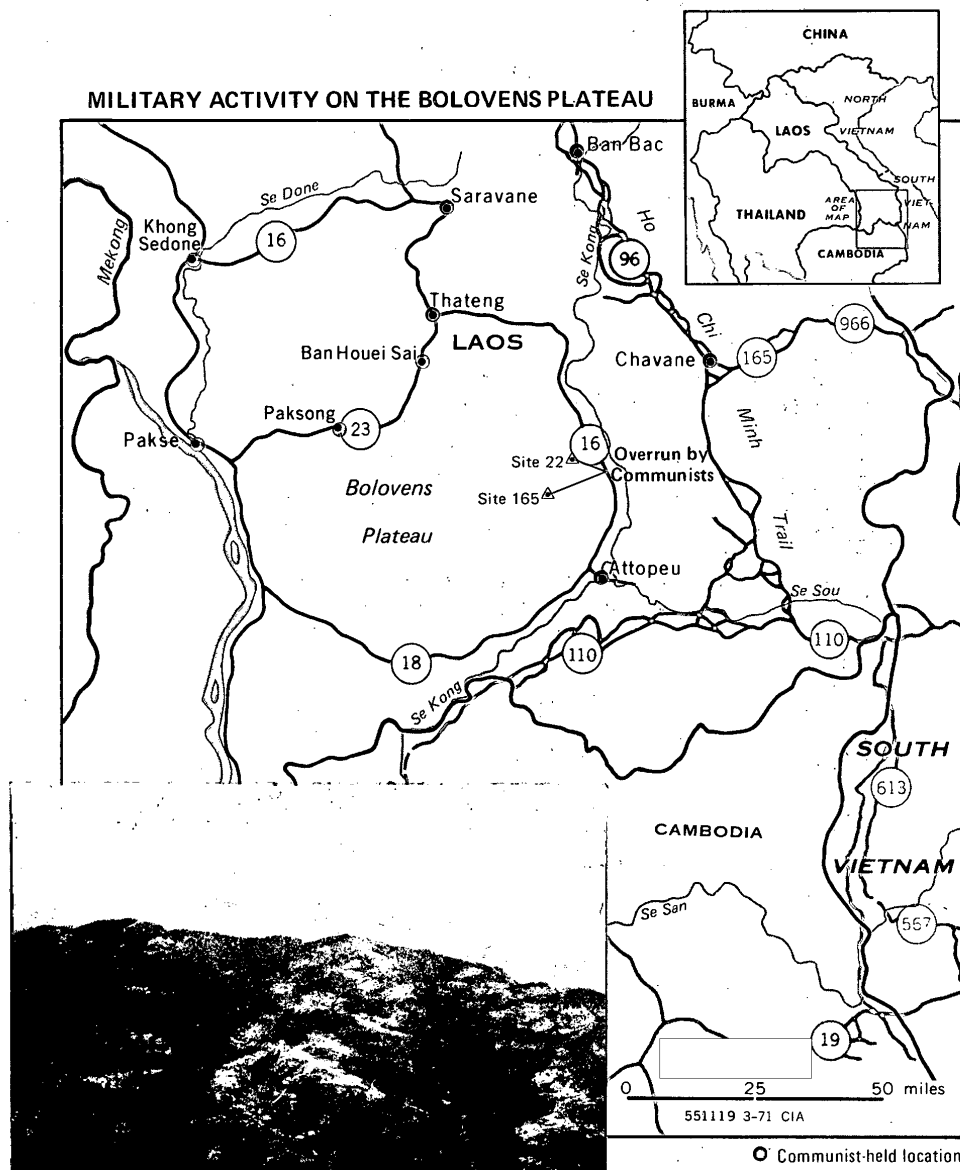 MILITARY ACTIVITY ON THE BOLOVENS PLATEAU
CHINA
BURMA
NORTH
LAOS
VIETNAM
SOUTH
AREA
OF
MAP
VIET-
NAM
THAILAND
CAMBODIA
Ban Bac
Se Done
Saravane
Mekong
Khong
Sedone
16
Se Kong
Ho
96
Thateng
LAOS
Chi
966
Ban Houei Sai
Chavane
165
Paksong
23
Minh
Pakse
16
Overrun by
Communists
Site 22
Site 165
Bolovens
Plateau
Trail
Attopeu
Se Sou
18
110
110
Se Kong
SOUTH
613
CAMBODIA
VIETNAM
Se San
557
19
0 25 50 miles
551119 3-71 CIA
Communist-held location